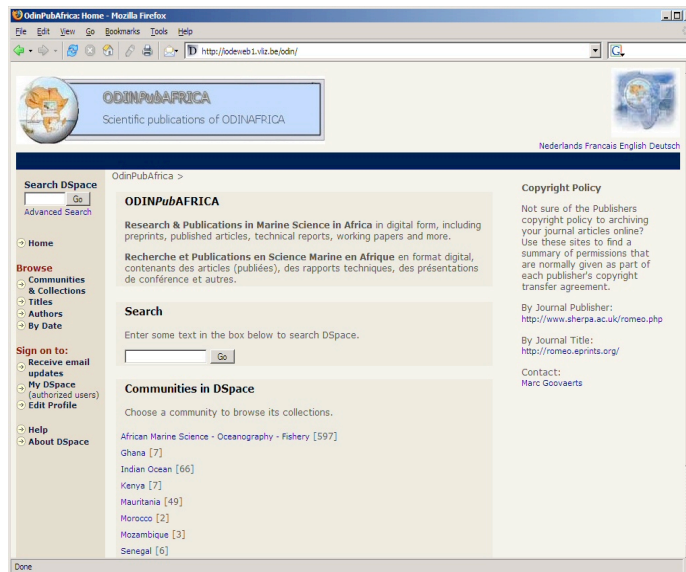 OdinPubAfrica: Home - Mozilla Firefox
File Edit View Go Bookmarks Tools Help
http://iodeweb1.vliz.be/odin/
ODINPubAFRICA
Scientific publications of ODINAFRICA
Nederlands Francais English Deutsch
Search DSpace
Go
Advanced Search
Home
Browse
Communities
& Collections
Titles
Authors
By Date
Sign on to:
Receive email
updates
My DSpace
(authorized users)
Edit Profile
Help
About DSpace
OdinPubAfrica >
ODINPubAFRICA
Research & Publications in Marine Science in Africa in digital form, including
preprints, published articles, technical reports, working papers and more.
Recherche et Publications en Science Marine en Afrique en format digital,
contenants des articles (publiées), des rapports techniques, des présentations
de conférence et autres.
Search
Enter some text in the box below to search DSpace.
Go
Communities in DSpace
Choose a community to browse its collections.
African Marine Science - Oceanography - Fishery [597]
Ghana [7]
Indian Ocean [66]
Kenya [7]
Mauritania [49]
Morocco [2]
Mozambique [3]
Senegal [6]
Copyright Policy
Not sure of the Publishers
copyright policy to archiving
your journal articles online?
Use these sites to find a
summary of permissions that
are normally given as part of
each publisher's copyright
transfer agreement.
By Journal Publisher:
http://www.sherpa.ac.uk/romeo.php
By Journal Title:
http://romeo.eprints.org/
Contact:
Marc Goovaerts
Done